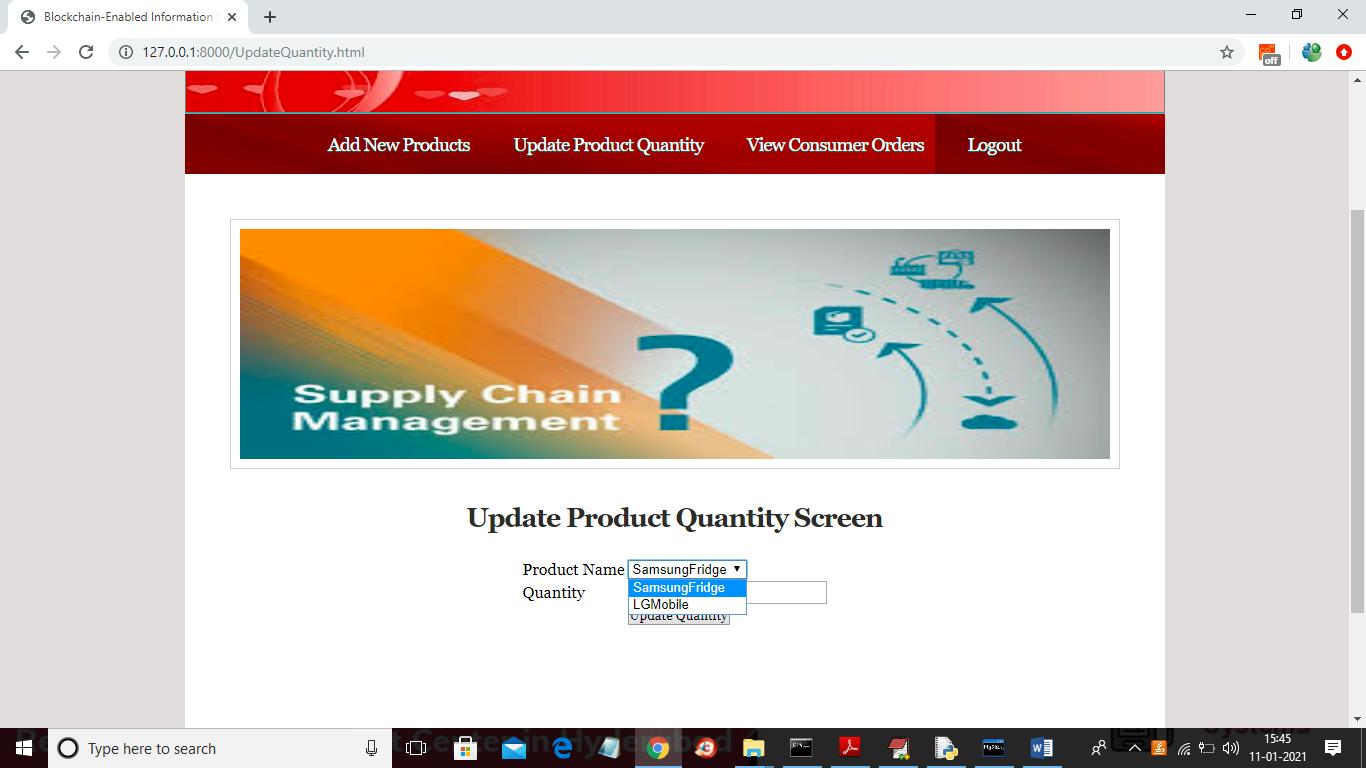 Blockchain-Enabled Information
127.0.0.1:8000/UpdateQuantity.html
off
Add New Products Update Product Quantity View Consumer Orders Logout
Supply Chain
Management
?
Update Product Quantity Screen
Product Name SamsungFridge
SamsungFridge
Quantity
LGMobile
Update Quantity
Type here to search
MySQL
15:45
11-01-2021